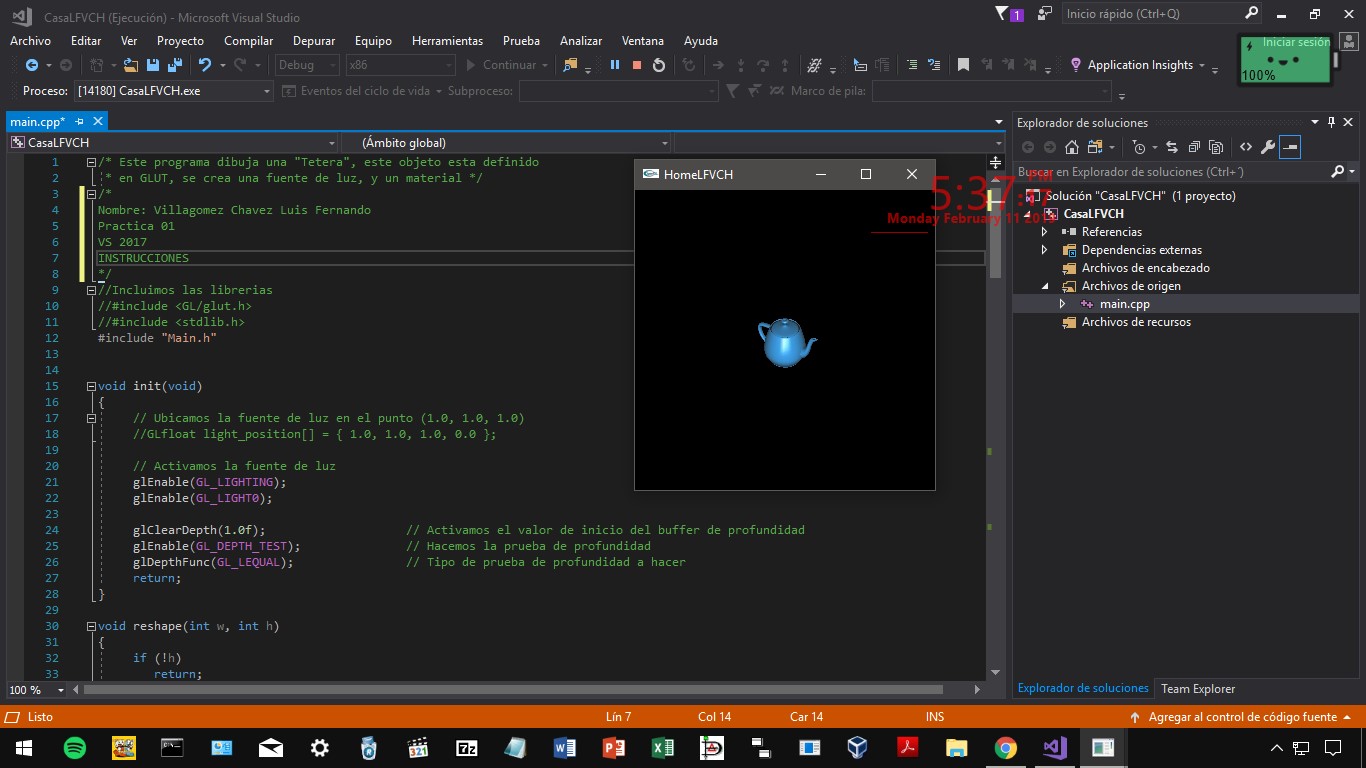 CasaLFVCH (Ejecución) - Microsoft Visual Studio
1
Inicio rápido (Ctrl+Q)
Archivo Editar Ver Proyecto Compilar Depurar Equipo Herramientas Prueba Analizar Ventana Ayuda
Iniciar sesión
100%
Debug x86 Continuar Application Insights
Proceso: [14180] CasaLFVCH.exe Eventos del ciclo de vida Subproceso: Marco de pila:
main.cpp*
CasaLFVCH (Ámbito global)
1 /* Este programa dibuja una "Tetera", este objeto esta definido
2 * en GLUT, se crea una fuente de luz, y un material */
3 /*
4 Nombre: Villagomez Chavez Luis Fernando
5 Practica 01
6 VS 2017
7 INSTRUCCIONES
8 */
9 //Incluimos las librerias
10 //#include <GL/glut.h>
11 //#include <stdlib.h>
12 #include "Main.h"
13
14
15 void init(void)
16 {
17 // Ubicamos la fuente de luz en el punto (1.0, 1.0, 1.0)
18 //GLfloat light_position[] = { 1.0, 1.0, 1.0, 0.0 };
19
20 // Activamos la fuente de luz
21 glEnable(GL_LIGHTING);
22 glEnable(GL_LIGHT0);
23
24 glClearDepth(1.0f); // Activamos el valor de inicio del buffer de profundidad
25 glEnable(GL_DEPTH_TEST); // Hacemos la prueba de profundidad
26 glDepthFunc(GL_LEQUAL); // Tipo de prueba de profundidad a hacer
27 return;
28 }
29
30 void reshape(int w, int h)
31 {
32 if (!h)
33 return;
HomeLFVCH
5:37:17 PM
Monday February 11 2019
Explorador de soluciones
Buscar en Explorador de soluciones (Ctrl+´)
Solución "CasaLFVCH" (1 proyecto)
CasaLFVCH
Referencias
Dependencias externas
Archivos de encabezado
Archivos de origen
main.cpp
Archivos de recursos
100 %
Explorador de soluciones Team Explorer
Listo Lín 7 Col 14 Car 14 INS Agregar al control de código fuente
321
7z